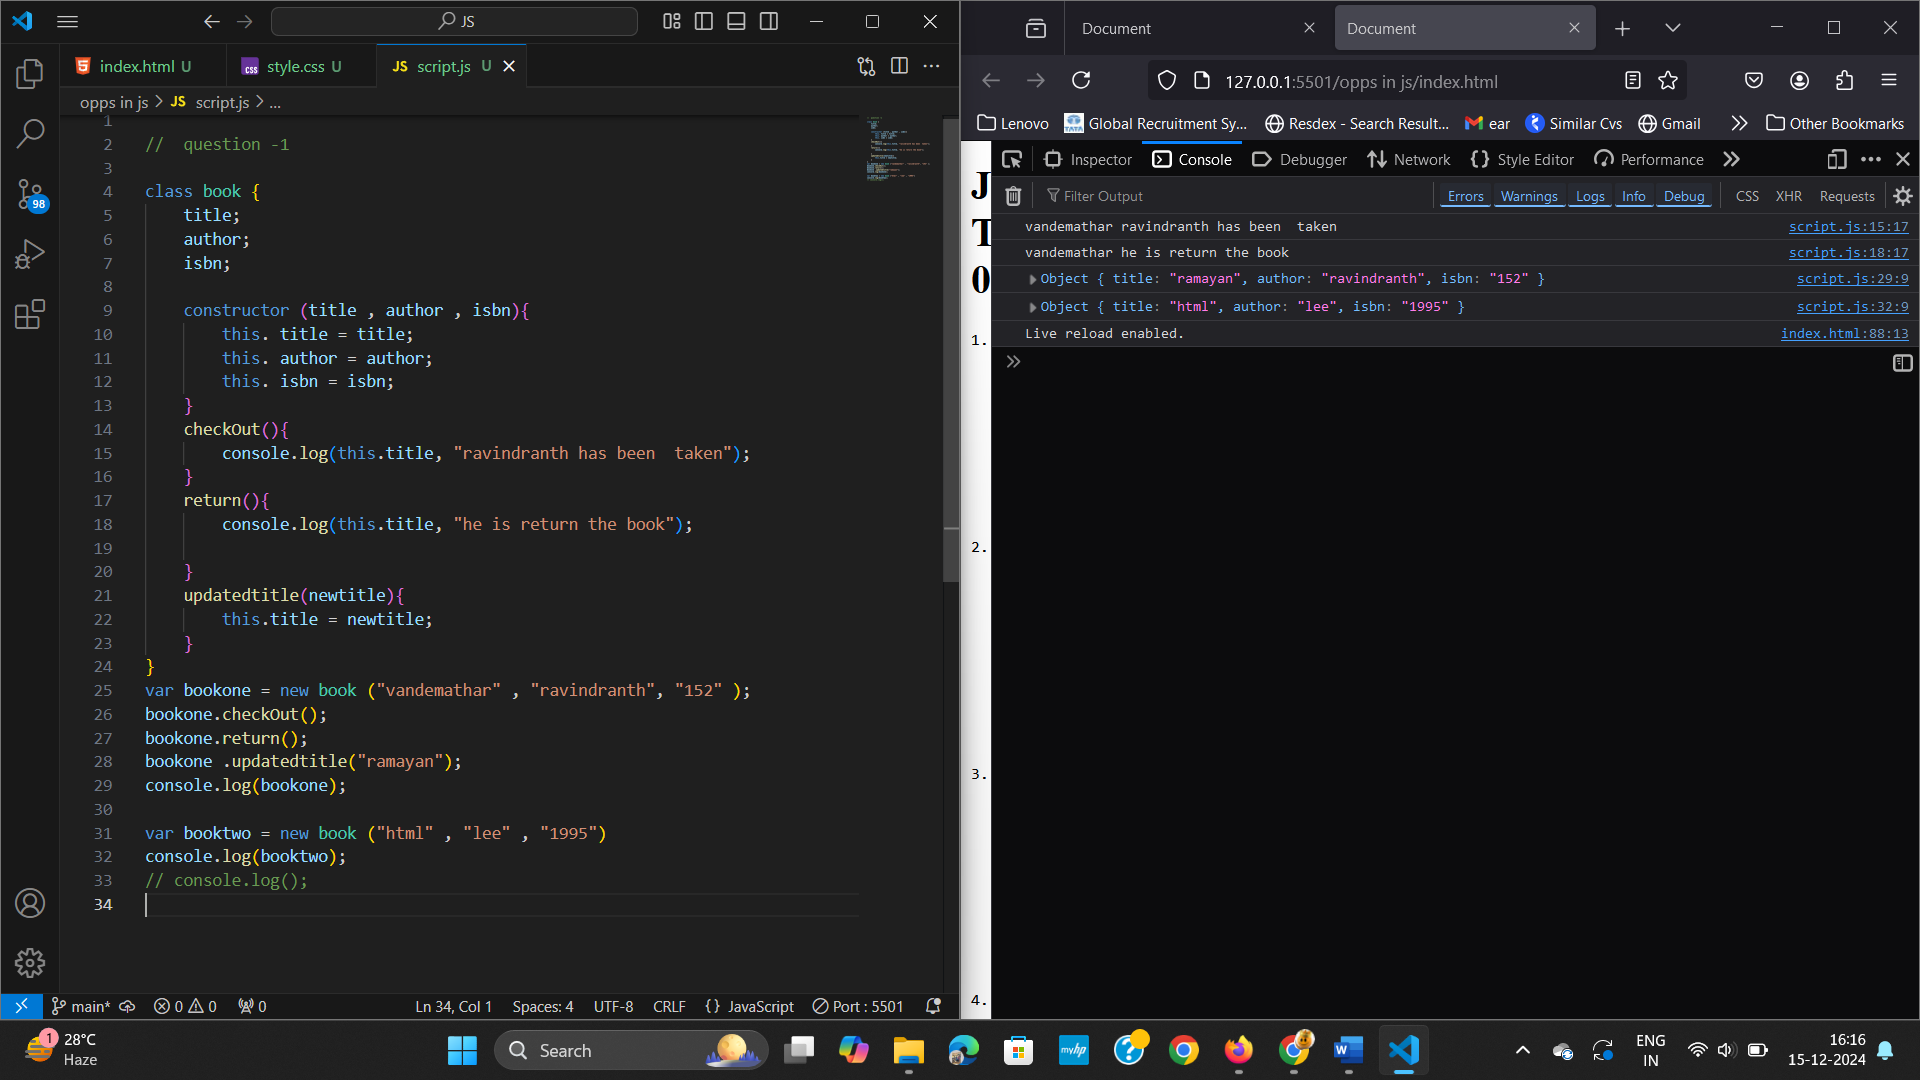 JS
index.html U
style.css U
JS script.js U
opps in js > JS script.js > ...
1
2 // question -1
3
4 class book {
5 title;
6 author;
7 isbn;
8
9 constructor (title , author , isbn){
10 this. title = title;
11 this. author = author;
12 this. isbn = isbn;
13 }
14 checkOut(){
15 console.log(this.title, "ravindranth has been  taken");
16 }
17 return(){
18 console.log(this.title, "he is return the book");
19
20 }
21 updatedtitle(newtitle){
22 this.title = newtitle;
23 }
24 }
25 var bookone = new book ("vandemathar" , "ravindranth", "152" );
26 bookone.checkOut();
27 bookone.return();
28 bookone .updatedtitle("ramayan");
29 console.log(bookone);
30
31 var booktwo = new book ("html" , "lee" , "1995")
32 console.log(booktwo);
33 // console.log();
34
98
main* 0 0 0 Ln 34, Col 1 Spaces: 4 UTF-8 CRLF {} JavaScript Port : 5501
Document Document
127.0.0.1:5501/opps in js/index.html
Lenovo TATA Global Recruitment Sy... Resdex - Search Result... ear Similar Cvs Gmail Other Bookmarks
Inspector Console Debugger Network Style Editor Performance
Filter Output Errors Warnings Logs Info Debug CSS XHR Requests
vandemathar ravindranth has been  taken script.js:15:17
vandemathar he is return the book script.js:18:17
Object { title: "ramayan", author: "ravindranth", isbn: "152" } script.js:29:9
Object { title: "html", author: "lee", isbn: "1995" } script.js:32:9
Live reload enabled. index.html:88:13
J
T
0
1.
2.
3.
4.
1 28°C
Haze
Search
myhp
ENG
IN
16:16
15-12-2024